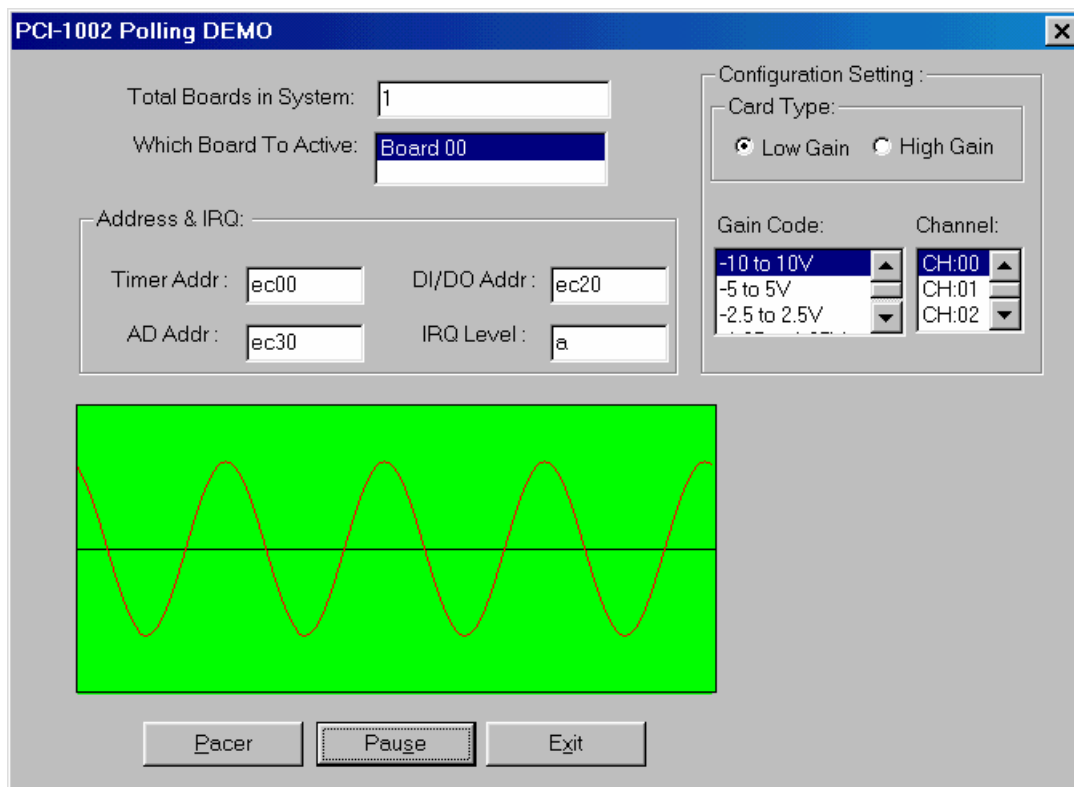 PCI-1002 Polling DEMO
Total Boards in System: 1
Which Board To Active: Board 00
Configuration Setting :
Card Type:
Low Gain High Gain
Address & IRQ:
Timer Addr : ec00 DI/DO Addr : ec20
AD Addr : ec30 IRQ Level : a
Gain Code: Channel:
-10 to 10V CH:00
-5 to 5V CH:01
-2.5 to 2.5V CH:02
Pacer Pause Exit